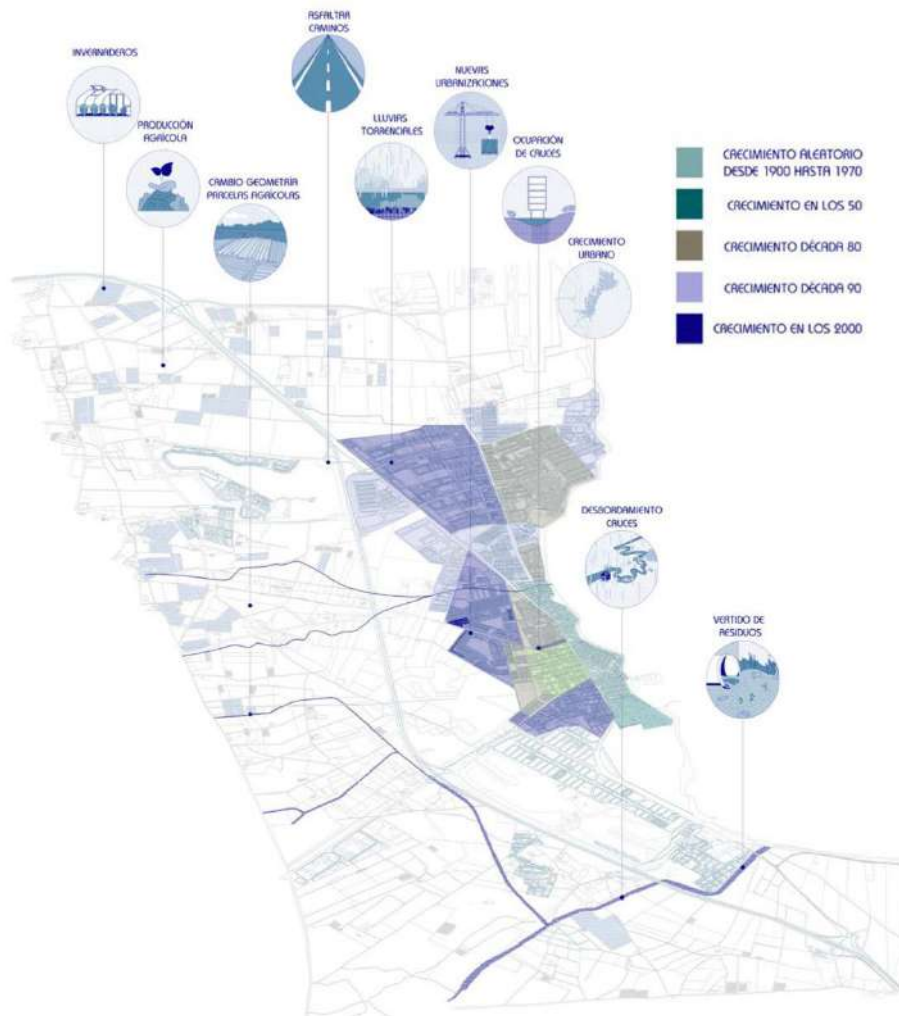 ASFALTAR
CAMINOS
INVERNADEROS
NUEVAS
URBANIZACIONES
PRODUCCIÓN
AGRÍCOLA
LLUVIAS
TORRENCIALES
OCUPACIÓN
DE CAUCES
CAMBIO GEOMETRÍA
PARCELAS AGRÍCOLAS
CRECIMIENTO
URBANO
CRECIMIENTO ALEATORIO
DESDE 1900 HASTA 1970
CRECIMIENTO EN LOS 50
CRECIMIENTO DÉCADA 80
CRECIMIENTO DÉCADA 90
CRECIMIENTO EN LOS 2000
DESBORDAMIENTO
CAUCES
VERTIDO DE
RESIDUOS